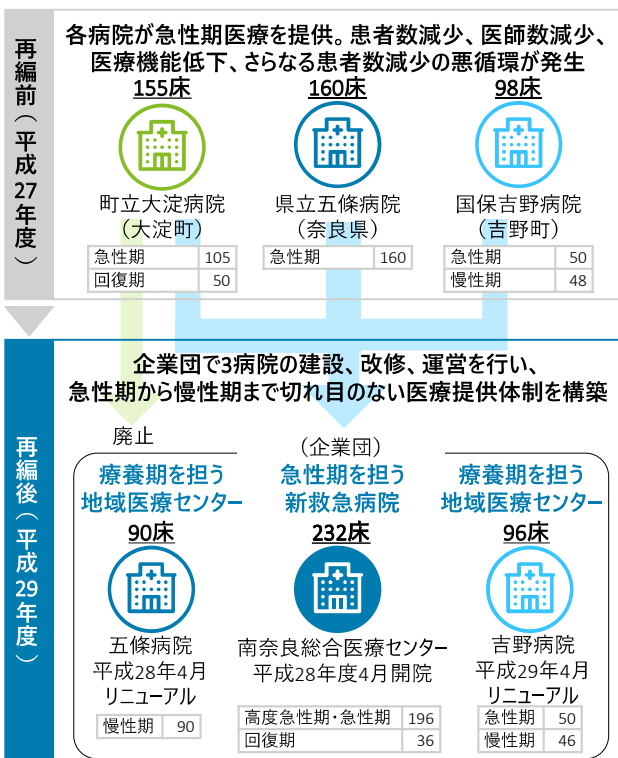 再編前（平成27年度）
各病院が急性期医療を提供。患者数減少、医師数減少、
医療機能低下、さらなる患者数減少の悪循環が発生
155床
160床
98床
町立大淀病院
（大淀町）
県立五條病院
（奈良県）
国保吉野病院
（吉野町）
急性期 105
回復期 50
急性期 160
急性期 50
慢性期 48
再編後（平成29年度）
企業団で3病院の建設、改修、運営を行い、
急性期から慢性期まで切れ目のない医療提供体制を構築
廃止
（企業団）
療養期を担う
地域医療センター
90床
急性期を担う
新救急病院
232床
療養期を担う
地域医療センター
96床
五條病院
平成28年4月
リニューアル
南奈良総合医療センター
平成28年度4月開院
吉野病院
平成29年4月
リニューアル
慢性期 90
高度急性期・急性期 196
回復期 36
急性期 50
慢性期 46